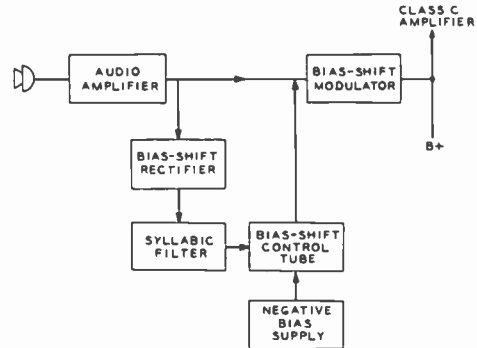 CLASS C
AMPLIFIER
AUDIO
AMPLIFIER
BIAS-SHIFT
MODULATOR
B+
BIAS-SHIFT
RECTIFIER
SYLLABIC
FILTER
BIAS-SHIFT
CONTROL
TUBE
NEGATIVE
BIAS
SUPPLY